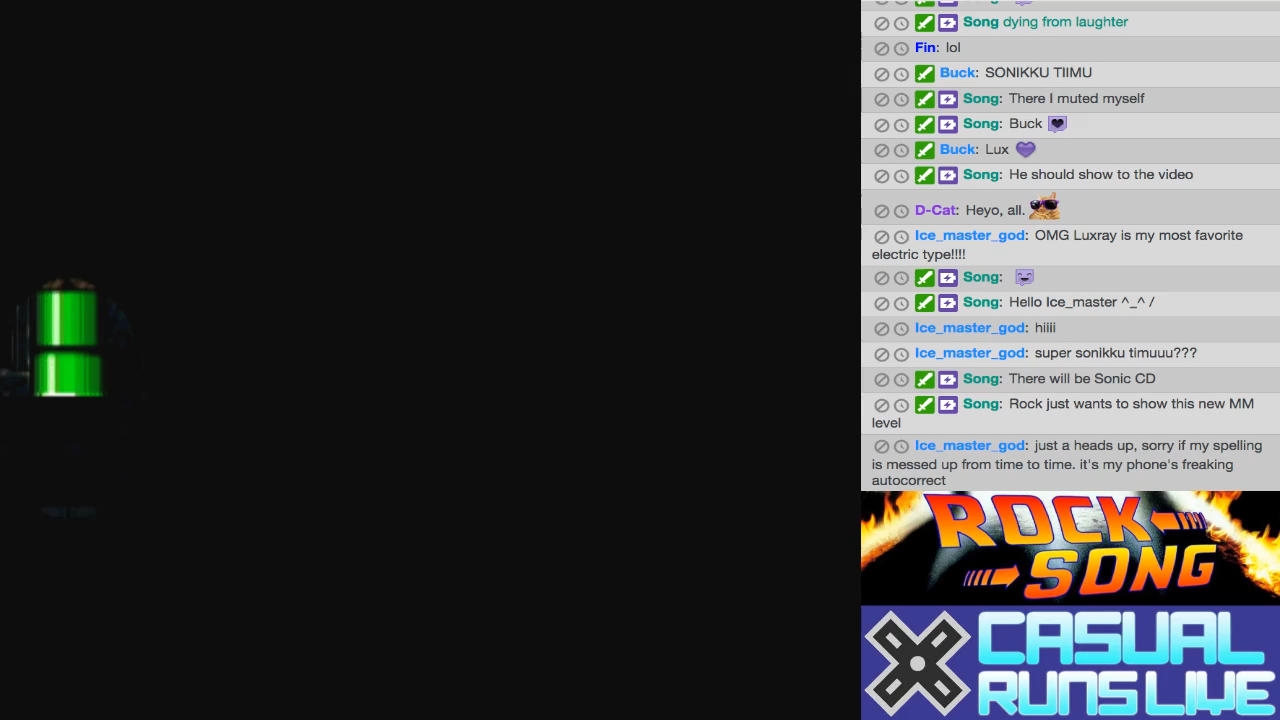 Song dying from laughter
Fin: lol
Buck: SONIKKU TIIMU
Song: There I muted myself
Song: Buck
Buck: Lux
Song: He should show to the video
D-Cat: Heyo, all.
Ice_master_god: OMG Luxray is my most favorite
electric type!!!!
Song:
Song: Hello Ice_master ^_^ /
Ice_master_god: hiiii
Ice_master_god: super sonikku timuuu???
Song: There will be Sonic CD
Song: Rock just wants to show this new MM
level
Ice_master_god: just a heads up, sorry if my spelling
is messed up from time to time. it's my phone's freaking
autocorrect
ROCK
SONG
CASUAL
RUNS LIVE